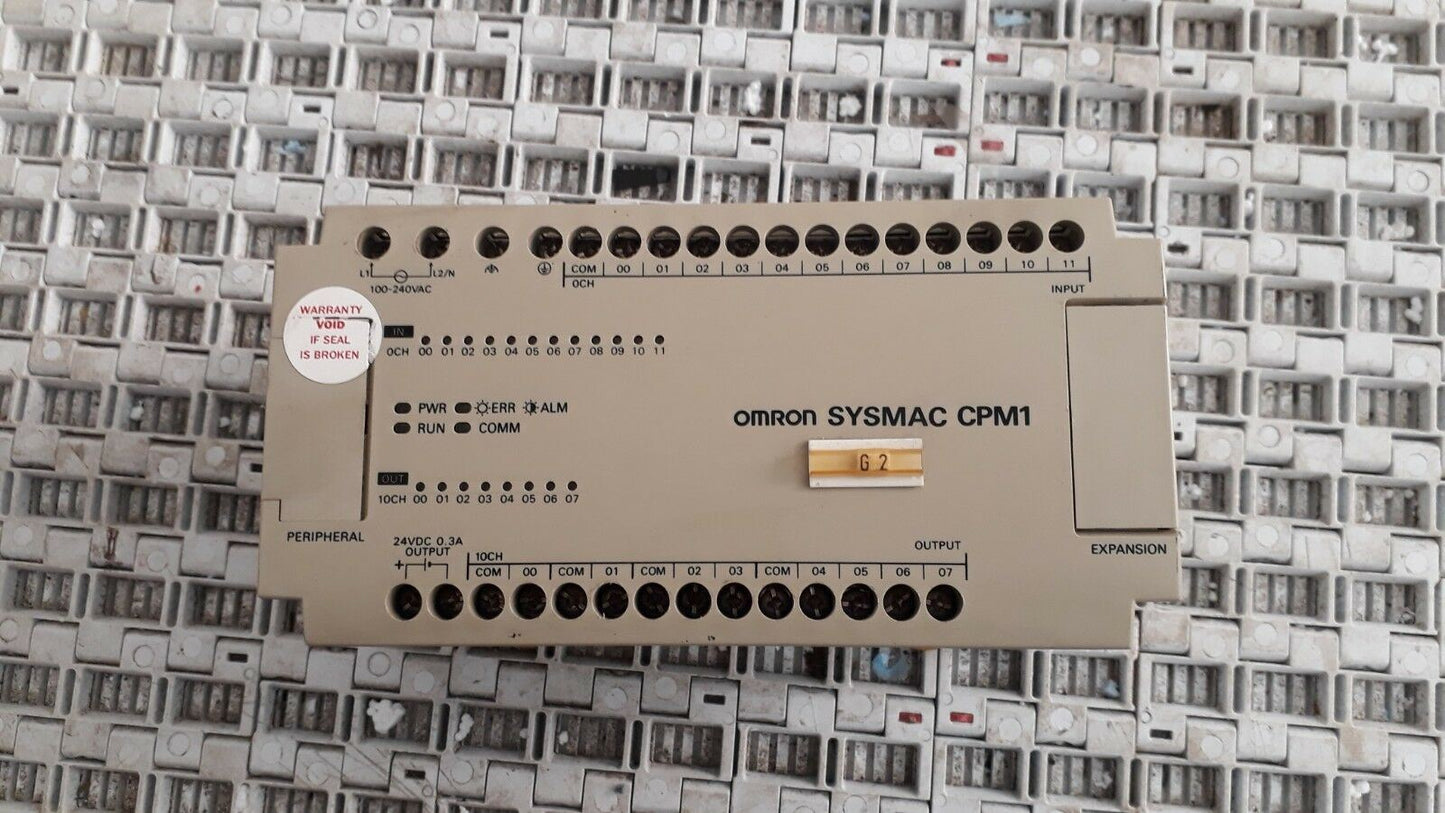 L1 L2/N
100-240VAC
COM 00 01 02 03 04 05 06 07 08 09 10 11
0CH INPUT
WARRANTY
VOID
IF SEAL
IS BROKEN
IN
0CH 00 01 02 03 04 05 06 07 08 09 10 11
PWR ERR ALM
RUN COMM
omron SYSMAC CPM1
G 2
OUT
10CH 00 01 02 03 04 05 06 07
PERIPHERAL
EXPANSION
24VDC 0.3A
OUTPUT
+ -
10CH OUTPUT
COM 00 COM 01 COM 02 03 COM 04 05 06 07